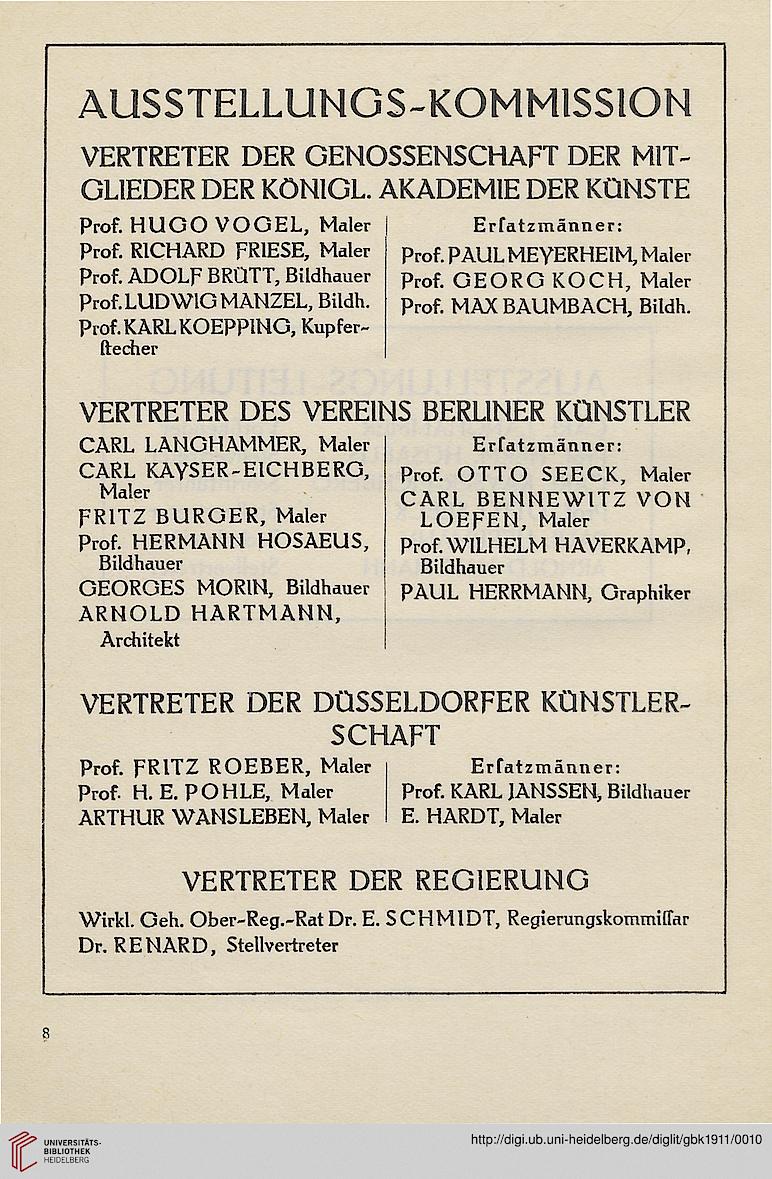 AUSSTELLUNGS-KOMMISSION
VERTRETER DER GENOSSENSCHAFT DER MIT-
GLIEDER DER KÖNIGL. AKADEMIE DER KÜNSTE
Prof. HUGO VOGEL, Maler
Prof. RICHARD FRIESE, Maler
Prof. ADOLF BRÜTT, Bildhauer
Prof. LUDWIG MANZEL, Bildh.
Prof. KARL KOEPPING, Kupfer-
ſtecher
Erſatzmänner:
Prof. PAUL MEYERHEIM, Maler
Prof. GEORG KOCH, Maler
Prof. MAX BAUMBACH, Bildh.
VERTRETER DES VEREINS BERLINER KÜNSTLER
CARL LANGHAMMER, Maler
CARL KAYSER-EICHBERG,
Maler
FRITZ BURGER, Maler
Prof. HERMANN HOSAEUS,
Bildhauer
GEORGES MORIN, Bildhauer
ARNOLD HARTMANN,
Architekt
Erſatzmänner:
Prof. OTTO SEECK, Maler
CARL BENNEWITZ VON
LOEFEN, Maler
Prof. WILHELM HAVERKAMP,
Bildhauer
PAUL HERRMANN, Graphiker
VERTRETER DER DÜSSELDORFER KÜNSTLER-
SCHAFT
Prof. FRITZ ROEBER, Maler
Prof. H. E. POHLE, Maler
ARTHUR WANSLEBEN, Maler
Erſatzmänner:
Prof. KARL JANSSEN, Bildhauer
E. HARDT, Maler
VERTRETER DER REGIERUNG
Wirkl. Geh. Ober-Reg.-Rat Dr. E. SCHMIDT, Regierungskommiſſar
Dr. RENARD, Stellvertreter
8
UNIVERSITÄTS-
BIBLIOTHEK
HEIDELBERG
http://digi.ub.uni-heidelberg.de/diglit/gbk1911/0010